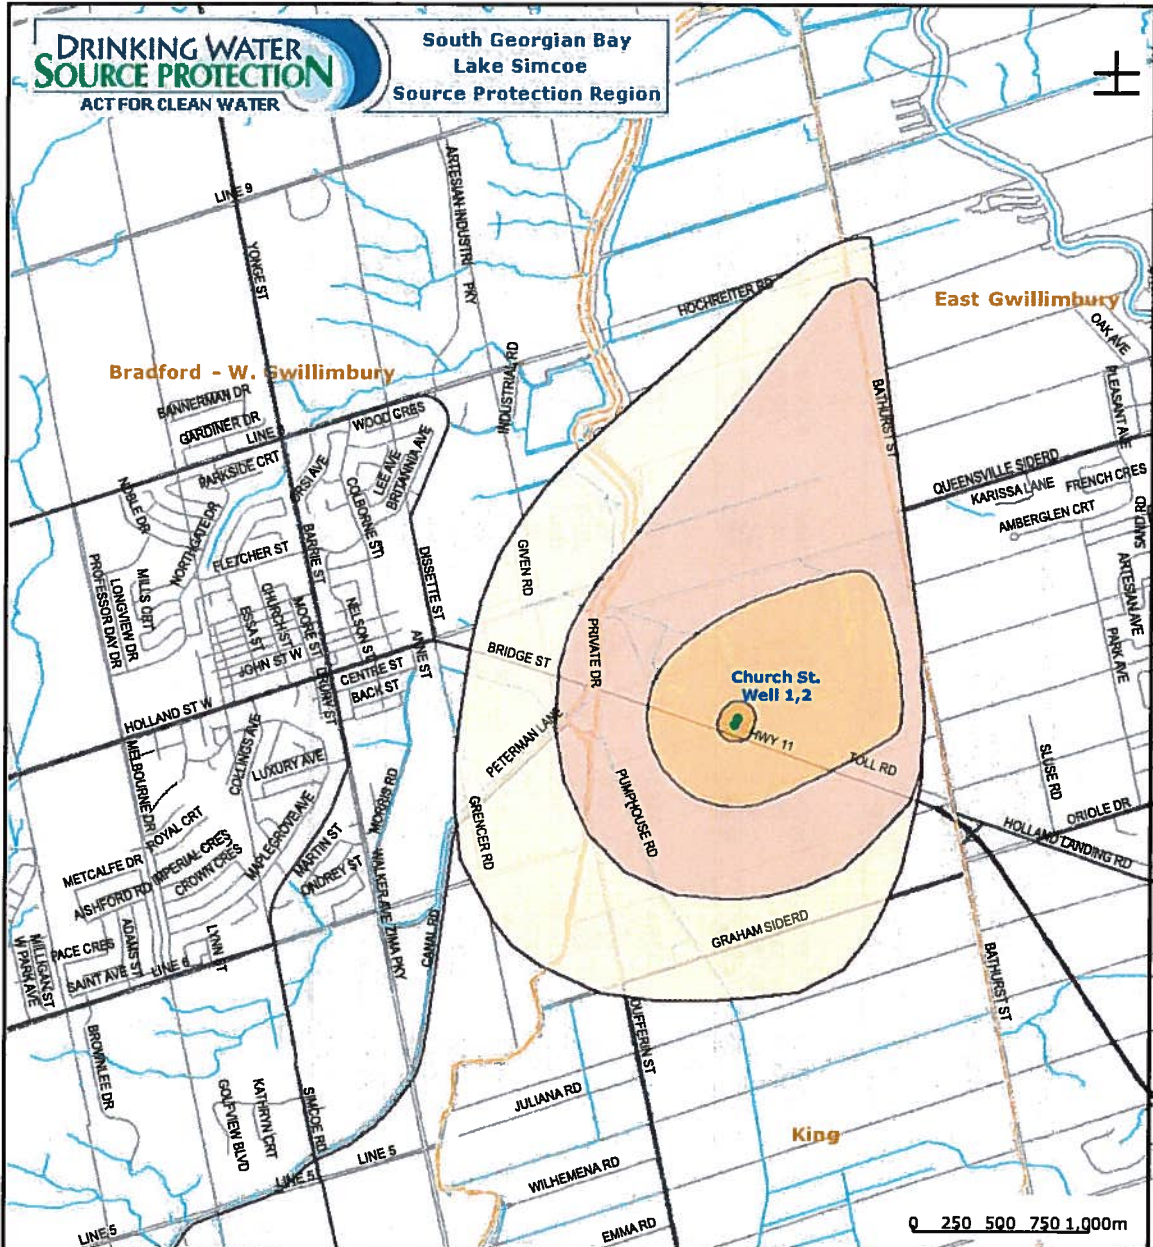 DRINKING WATER
SOURCE PROTECTION
ACT FOR CLEAN WATER
South Georgian Bay
Lake Simcoe
Source Protection Region
LINE 9
YONGE ST
ARTESIAN INDUSTRI PKY
HOCHREITER RD
East Gwillimbury
OAK AVE
Bradford - W. Gwillimbury
BANNERMAN DR
GARDINER DR
LINE
WOOD CRES
INDUSTRIAL RD
BATHURST ST
PLEASANT AVE
PARKSIDE CRT
LEE AVE
BRITANNIA AVE
COLBORNE ST
NOBLE DR
NORTHGATE DR
QUEENSVILLE SIDERD
KARISSA LANE
FRENCH CRES
AMBERGLEN CRT
SAND RD
FLETCHER ST
BARRIE ST
DISSETTE ST
GIVEN RD
PROFESSOR DAY DR
LONGVIEW DR
MILLS CRT
CHURCH ST
ESSA ST
MOORE ST
NELSON ST
ARTESIAN AVE
PARK AVE
JOHN ST W
CENTRE ST
BACK ST
ANNE ST
DRURY ST
BRIDGE ST
PRIVATE DR
Church St.
Well 1,2
HWY 11
TOLL RD
HOLLAND ST W
PETERMAN LANE
MELBOURNE DR
COLLINGS AVE
LUXURY AVE
MORRIS RD
GRENCER RD
PUMPHOUSE RD
SLUSE RD
ORIOLE DR
HOLLAND LANDING RD
ROYAL CRT
IMPERIAL CRES
CROWN CRES
MAPLEGROVE AVE
MARTIN ST
METCALFE DR
AISHFORD RD
LONDREY ST
WALKER AVE
ZIMA PKY
CANAL RD
ADAMS ST
LYNN ST
PACE CRES
SAINT AVE
LINE 6
MILLIGAN ST
W PARK AVE
GRAHAM SIDERD
BATHURST ST
DUFFERIN ST
BROWNLEE DR
GOLFVIEW BLVD
KATHRYN CRT
SIMCOE RD
JULIANA RD
King
LINE 5
LINE 5
WILHEMENA RD
LINE 5
EMMA RD
0 250 500 750 1,000m